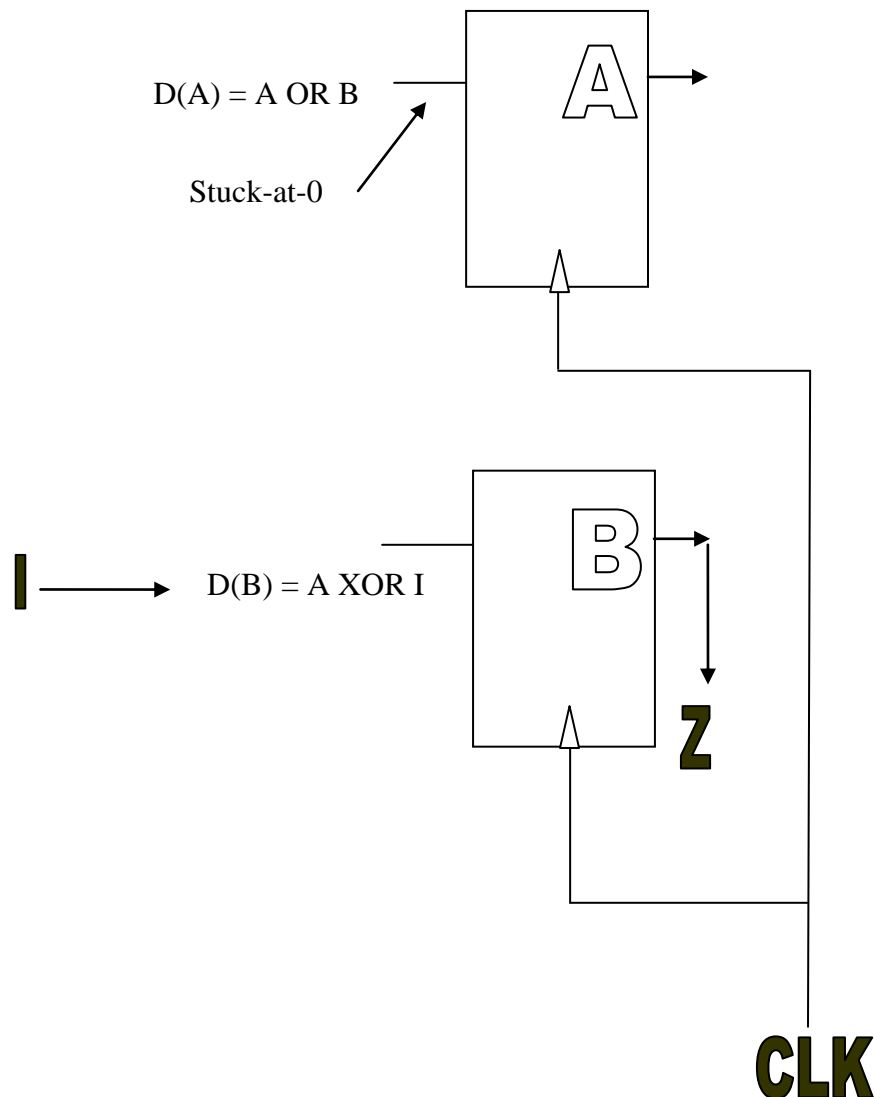 A
D(A) = A OR B
Stuck-at-0
B
I
D(B) = A XOR I
Z
CLK